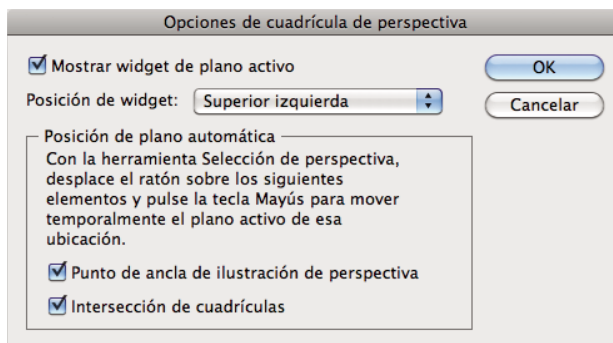 Opciones de cuadrícula de perspectiva
Mostrar widget de plano activo
OK
Posición de widget: Superior izquierda
Cancelar
Posición de plano automática
Con la herramienta Selección de perspectiva,
desplace el ratón sobre los siguientes
elementos y pulse la tecla Mayús para mover
temporalmente el plano activo de esa
ubicación.
Punto de ancla de ilustración de perspectiva
Intersección de cuadrículas